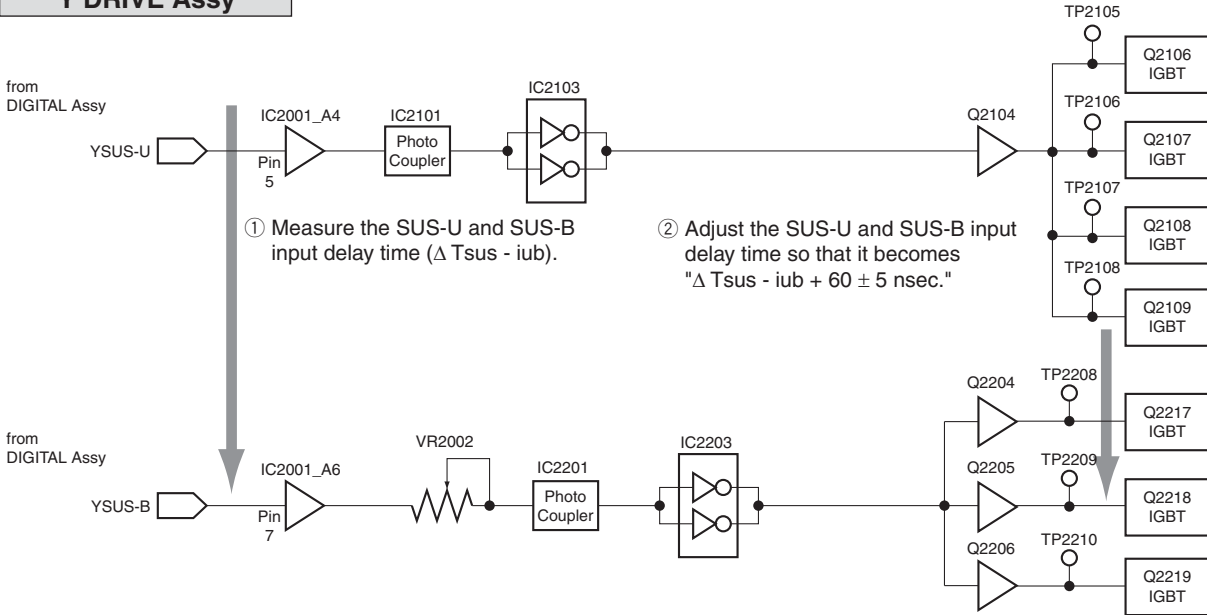 Y DRIVE Assy
TP2105
Q2106
IGBT
from
DIGITAL Assy
IC2001_A4
IC2101
IC2103
TP2106
Q2104
YSUS-U
Photo
Coupler
Pin
5
Q2107
IGBT
TP2107
① Measure the SUS-U and SUS-B
input delay time (Δ Tsus - iub).
② Adjust the SUS-U and SUS-B input
delay time so that it becomes
"Δ Tsus - iub + 60 ± 5 nsec."
Q2108
IGBT
TP2108
Q2109
IGBT
Q2204
TP2208
Q2217
IGBT
from
DIGITAL Assy
IC2001_A6
VR2002
IC2201
IC2203
Q2205
TP2209
YSUS-B
Pin
7
Photo
Coupler
Q2218
IGBT
Q2206
TP2210
Q2219
IGBT